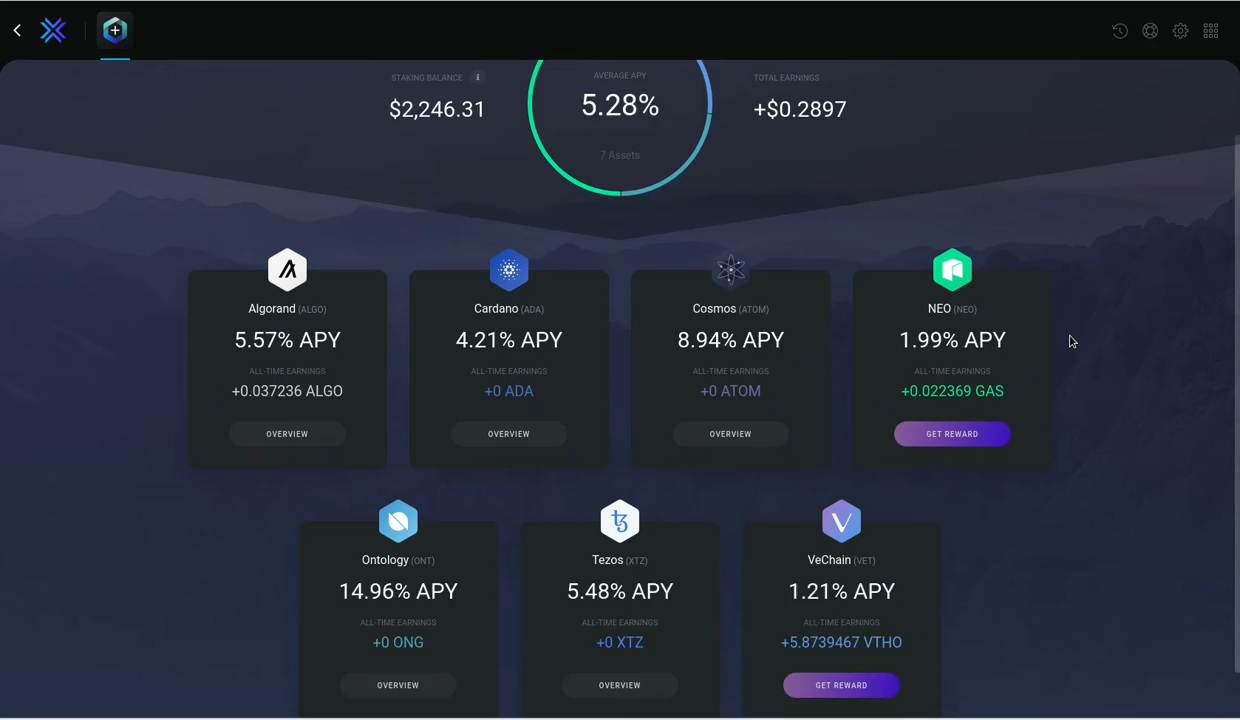 STAKING BALANCE i
$2,246.31
AVERAGE APY
5.28%
7 Assets
TOTAL EARNINGS
+$0.2897
Algorand (ALGO)
5.57% APY
ALL-TIME EARNINGS
+0.037236 ALGO
OVERVIEW
Cardano (ADA)
4.21% APY
ALL-TIME EARNINGS
+0 ADA
OVERVIEW
Cosmos (ATOM)
8.94% APY
ALL-TIME EARNINGS
+0 ATOM
OVERVIEW
NEO (NEO)
1.99% APY
ALL-TIME EARNINGS
+0.022369 GAS
GET REWARD
Ontology (ONT)
14.96% APY
ALL-TIME EARNINGS
+0 ONG
OVERVIEW
Tezos (XTZ)
5.48% APY
ALL-TIME EARNINGS
+0 XTZ
OVERVIEW
VeChain (VET)
1.21% APY
ALL-TIME EARNINGS
+5.8739467 VTHO
GET REWARD